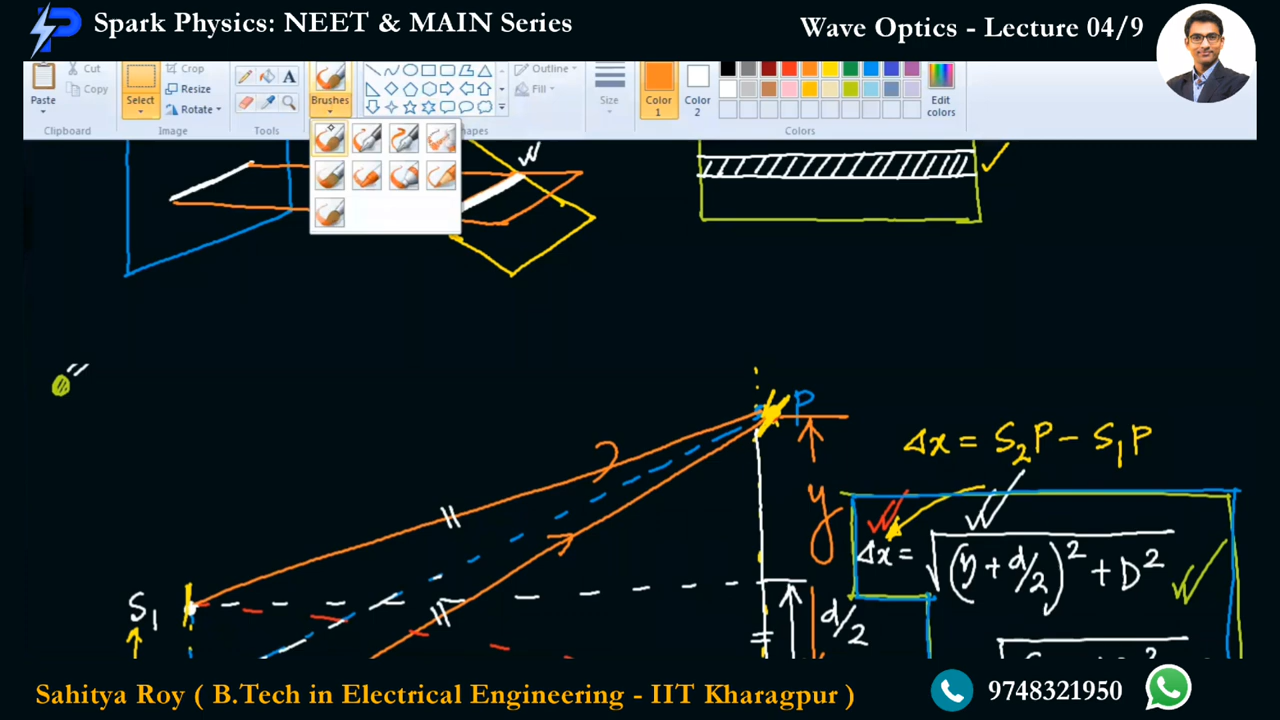 Spark Physics: NEET & MAIN Series
Wave Optics - Lecture 04/9
Paste
Cut
Copy
Clipboard
Select
Crop
Resize
Rotate
Image
A
Tools
Brushes
Outline
Fill
apes
Size
Color 1
Color 2
Edit colors
Colors
P
Δx = S₂P - S₁P
y
Δx = √((y + d/2)² + D²)
S₁
d/2
Sahitya Roy ( B.Tech in Electrical Engineering - IIT Kharagpur )
9748321950